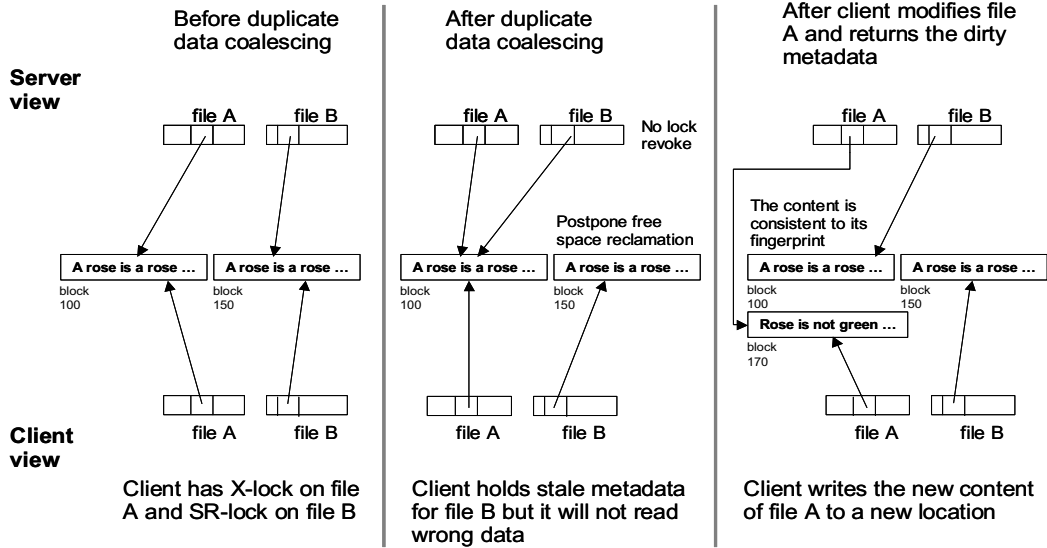 Before duplicate
data coalescing
After duplicate
data coalescing
After client modifies file
A and returns the dirty
metadata
Server
view
file A
file B
file A
file B
No lock
revoke
file A
file B
Postpone free
space reclamation
The content is
consistent to its
fingerprint
A rose is a rose ...
A rose is a rose ...
A rose is a rose ...
A rose is a rose ...
A rose is a rose ...
A rose is a rose ...
block
100
block
150
block
100
block
150
block
100
block
150
Rose is not green ...
block
170
Client
view
file A
file B
file A
file B
file A
file B
Client has X-lock on file
A and SR-lock on file B
Client holds stale metadata
for file B but it will not read
wrong data
Client writes the new content
of file A to a new location